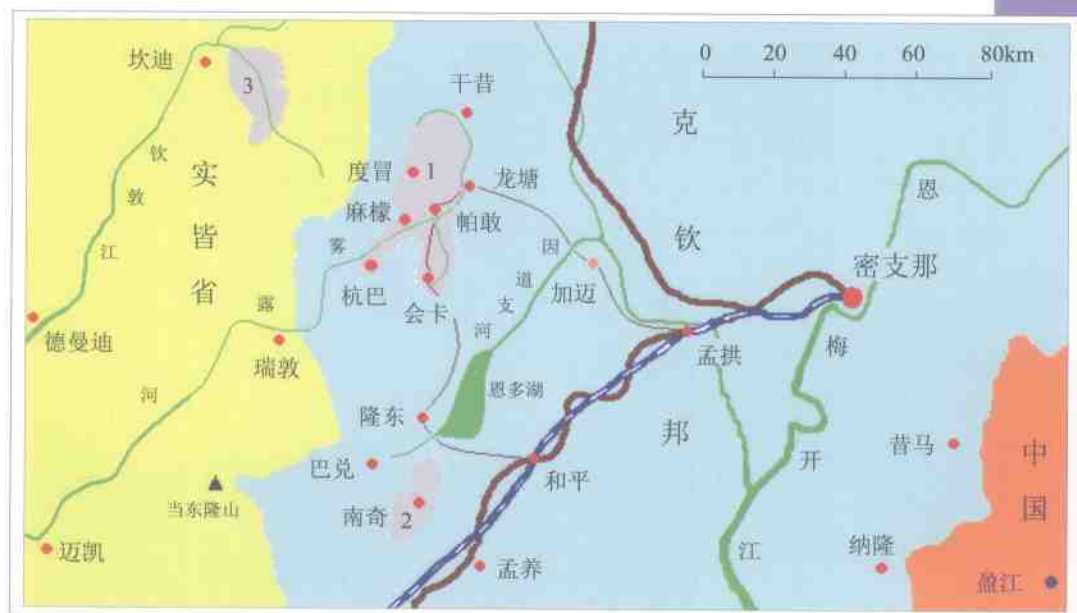 0 20 40 80km
坎迪
3
干昔
克
钦
邦
实皆省
钦敦江
度冒
1
龙塘
麻檬
帕敢
恩
雾露河
因道支河
密支那
杭巴
会卡
加迈
德曼迪
瑞敦
孟拱
梅
恩多湖
隆东
昔马
中国
巴兑
和平
开
当东隆山
南奇
2
江
纳隆
迈凯
孟养
盈江